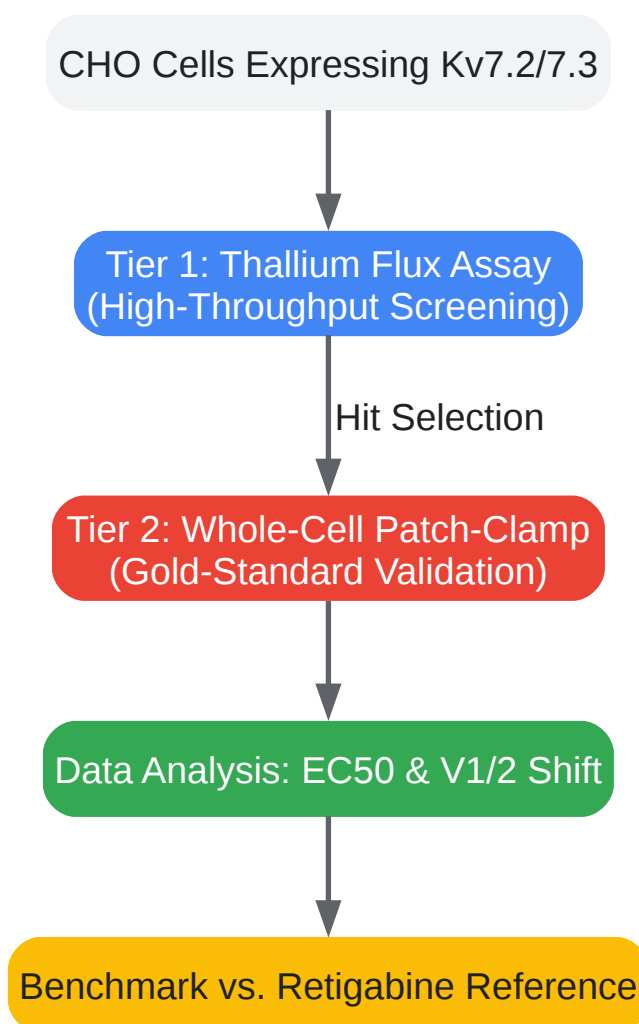 CHO Cells Expressing Kv7.2/7.3
Tier 1: Thallium Flux Assay
(High-Throughput Screening)
Hit Selection
Tier 2: Whole-Cell Patch-Clamp
(Gold-Standard Validation)
Data Analysis: EC50 & V1/2 Shift
Benchmark vs. Retigabine Reference